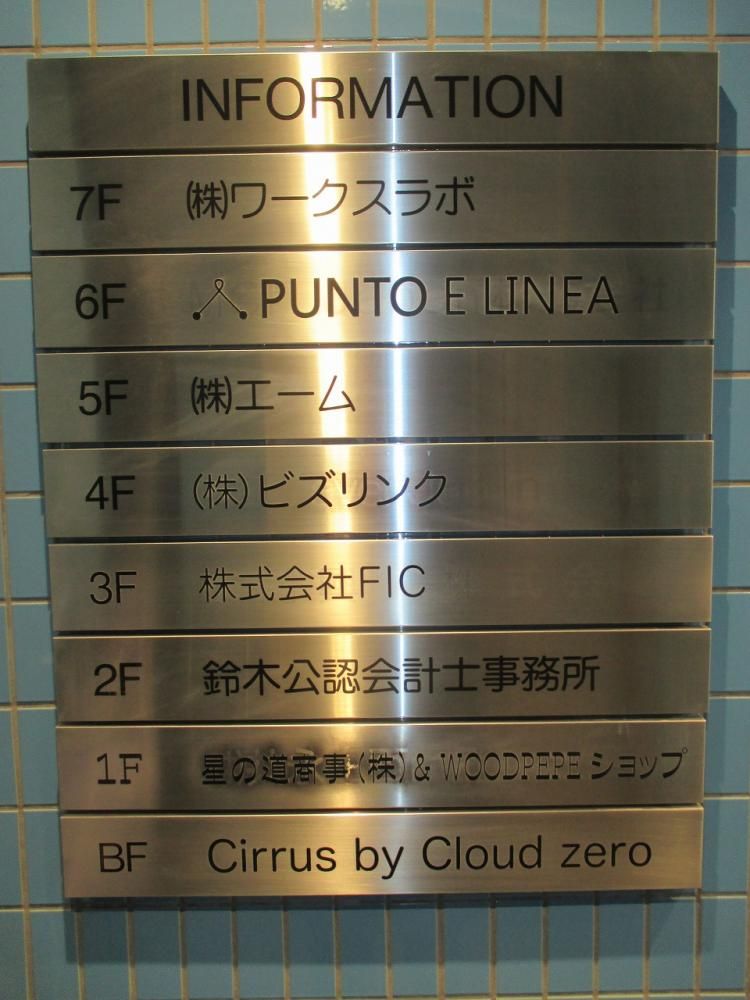 INFORMATION
7F ㈱ワークスラボ
6F PUNTO E LINEA
5F ㈱エーム
4F (株)ビズリンク
3F 株式会社FIC
2F 鈴木公認会計士事務所
1F 星の道商事(株)& WOODPEPE ショップ
BF Cirrus by Cloud zero